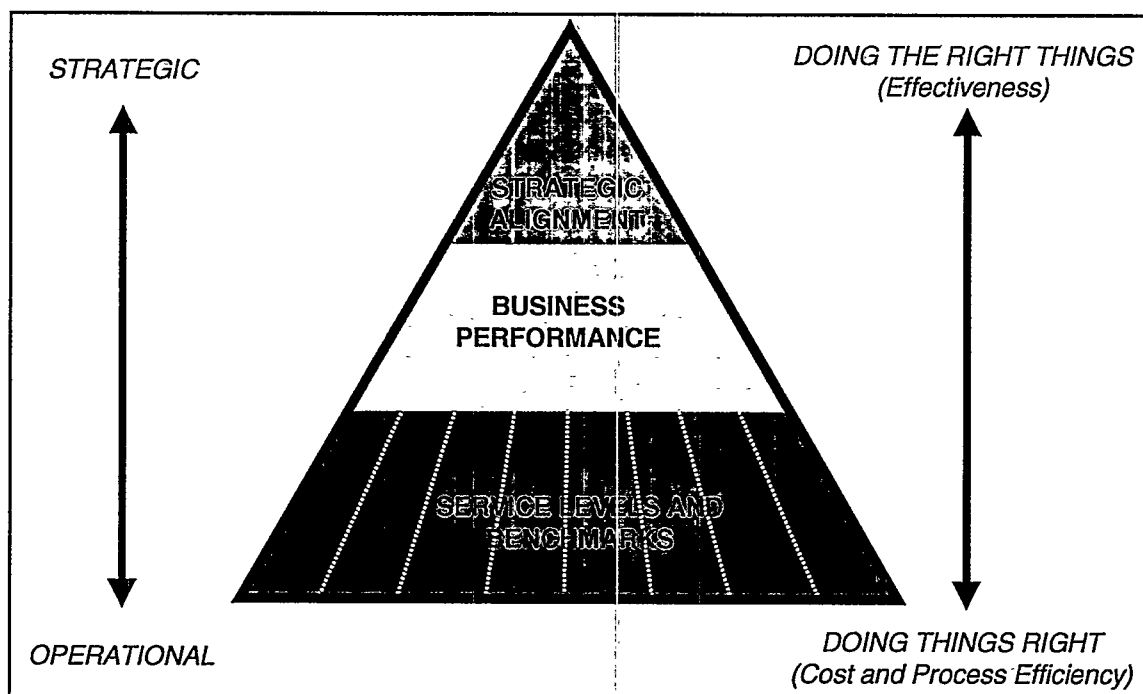 STRATEGIC
DOING THE RIGHT THINGS
(Effectiveness)
STRATEGIC
ALIGNMENT
BUSINESS
PERFORMANCE
SERVICE LEVELS AND
BENCHMARKS
OPERATIONAL
DOING THINGS RIGHT
(Cost and Process Efficiency)